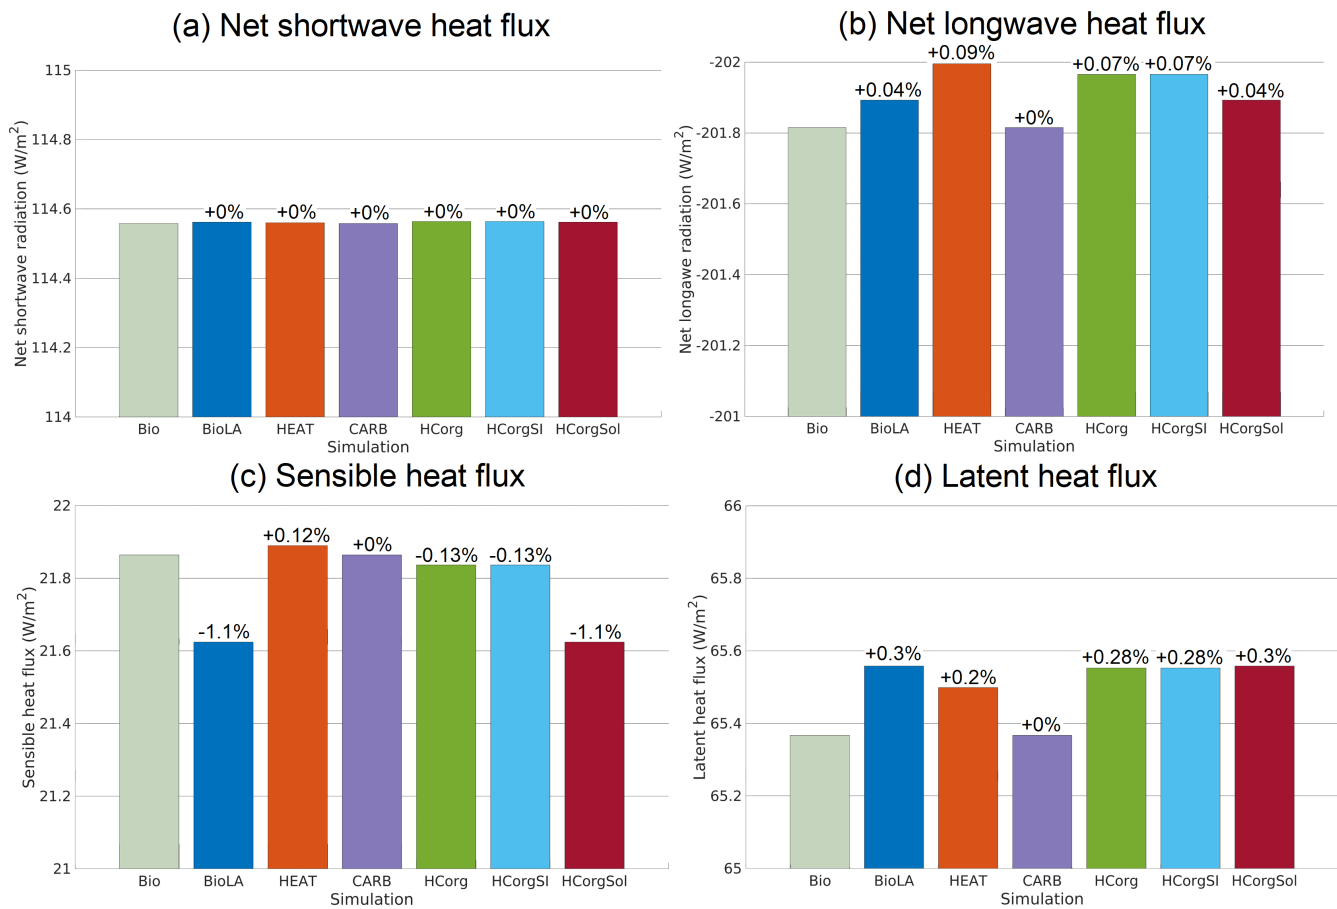 (a) Net shortwave heat flux
Net shortwave radiation (W/m²)
115
114.8
114.6
114.4
114.2
114
+0%
+0%
+0%
+0%
+0%
+0%
Bio
BioLA
HEAT
CARB
HCorg
HCorgSI
HCorgSol
Simulation
(b) Net longwave heat flux
Net longawe radiation (W/m²)
-202
-201.8
-201.6
-201.4
-201.2
-201
+0.04%
+0.09%
+0%
+0.07%
+0.07%
+0.04%
Bio
BioLA
HEAT
CARB
HCorg
HCorgSI
HCorgSol
Simulation
(c) Sensible heat flux
Sensible heat flux (W/m²)
22
21.8
21.6
21.4
21.2
21
-1.1%
+0.12%
+0%
-0.13%
-0.13%
-1.1%
Bio
BioLA
HEAT
CARB
HCorg
HCorgSI
HCorgSol
Simulation
(d) Latent heat flux
Latent heat flux (W/m²)
66
65.8
65.6
65.4
65.2
65
+0.3%
+0.2%
+0%
+0.28%
+0.28%
+0.3%
Bio
BioLA
HEAT
CARB
HCorg
HCorgSI
HCorgSol
Simulation